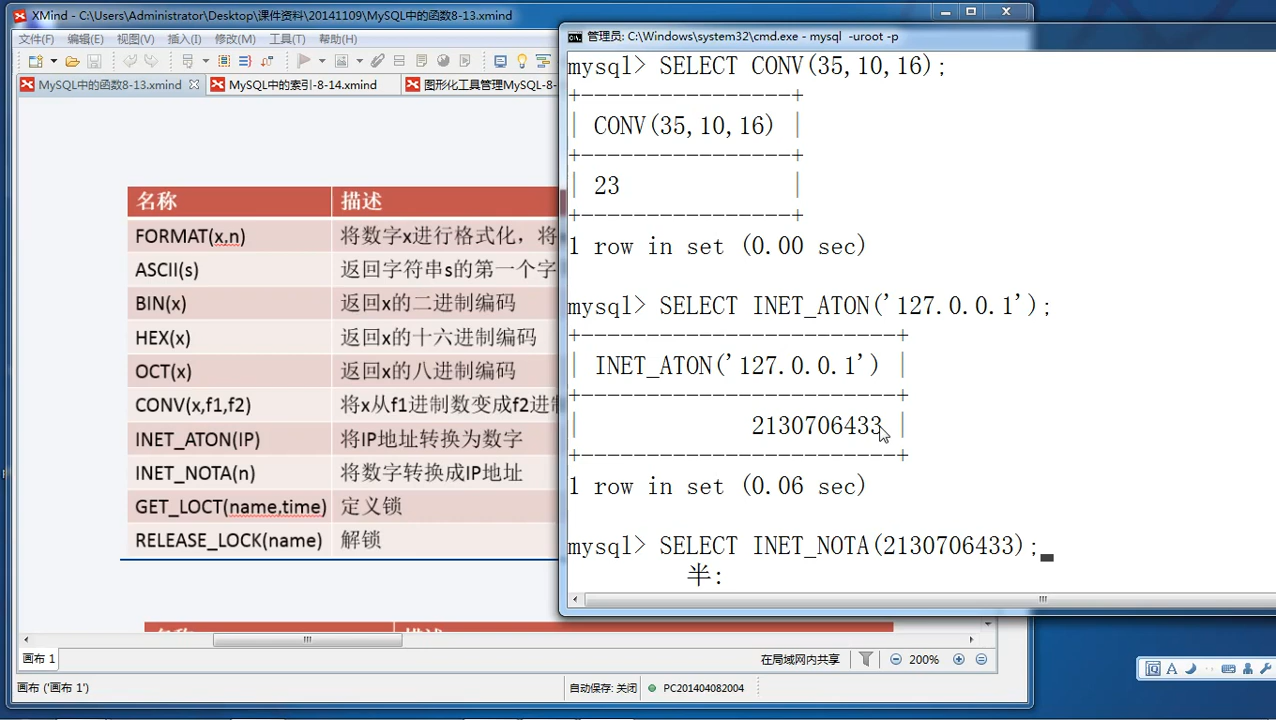 XMind - C:\Users\Administrator\Desktop\课件资料\20141109\MySQL中的函数8-13.xmind
文件(F) 编辑(E) 视图(V) 插入(I) 修改(M) 工具(T) 帮助(H)
MySQL中的函数8-13.xmind
MySQL中的索引-8-14.xmind
图形化工具管理MySQL-8-
名称 描述
FORMAT(x,n) 将数字x进行格式化，将
ASCII(s) 返回字符串s的第一个字
BIN(x) 返回x的二进制编码
HEX(x) 返回x的十六进制编码
OCT(x) 返回x的八进制编码
CONV(x,f1,f2) 将x从f1进制数变成f2进制
INET_ATON(IP) 将IP地址转换为数字
INET_NOTA(n) 将数字转换成IP地址
GET_LOCT(name,time) 定义锁
RELEASE_LOCK(name) 解锁
画布 1
在局域网内共享
200%
画布 ('画布 1')
自动保存: 关闭
PC201404082004
管理员: C:\Windows\system32\cmd.exe - mysql -uroot -p
mysql> SELECT CONV(35,10,16);
+----------------+
| CONV(35,10,16) |
+----------------+
| 23             |
+----------------+
1 row in set (0.00 sec)
mysql> SELECT INET_ATON('127.0.0.1');
+------------------------+
| INET_ATON('127.0.0.1') |
+------------------------+
|             2130706433 |
+------------------------+
1 row in set (0.06 sec)
mysql> SELECT INET_NOTA(2130706433);
半: